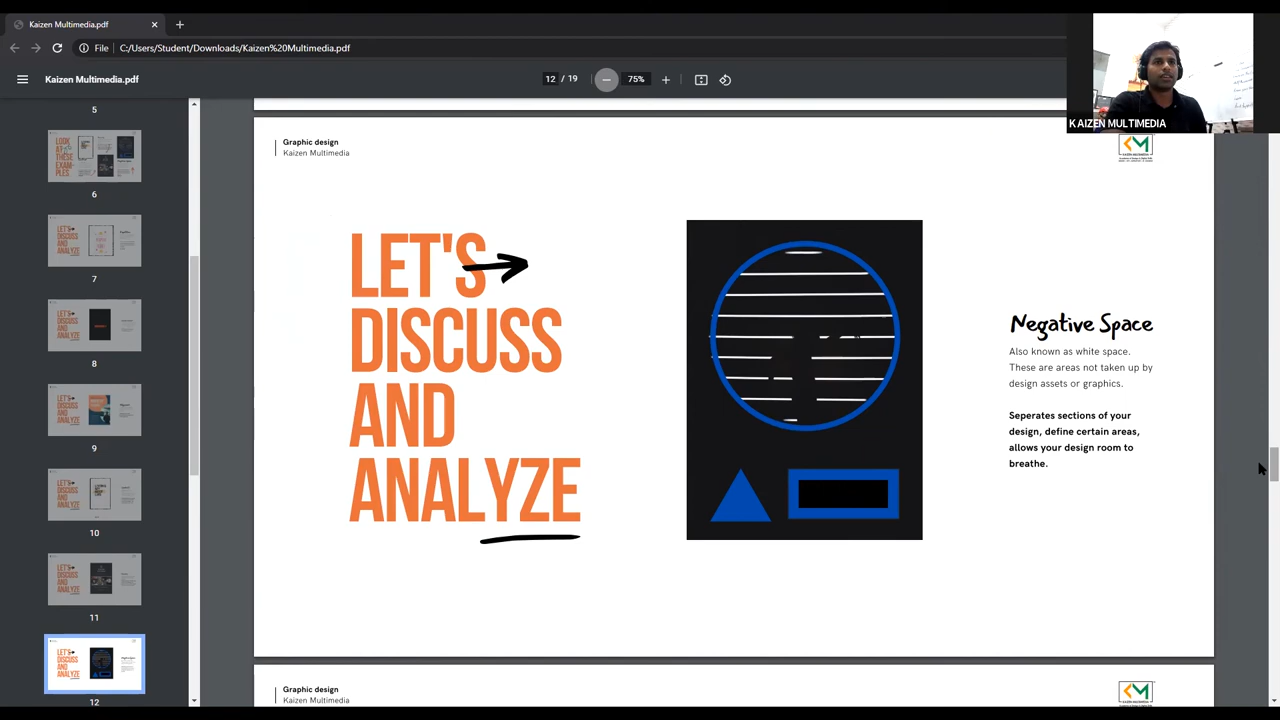 Kaizen Multimedia.pdf
File
C:/Users/Student/Downloads/Kaizen%20Multimedia.pdf
Kaizen Multimedia.pdf
12 / 19
75%
KAIZEN MULTIMEDIA
5
6
7
8
9
10
11
12
Graphic design
Kaizen Multimedia
KAIZEN MULTIMEDIA
LET'S
DISCUSS
AND
ANALYZE
Negative Space
Also known as white space.
These are areas not taken up by
design assets or graphics.
Seperates sections of your
design, define certain areas,
allows your design room to
breathe.
Graphic design
Kaizen Multimedia